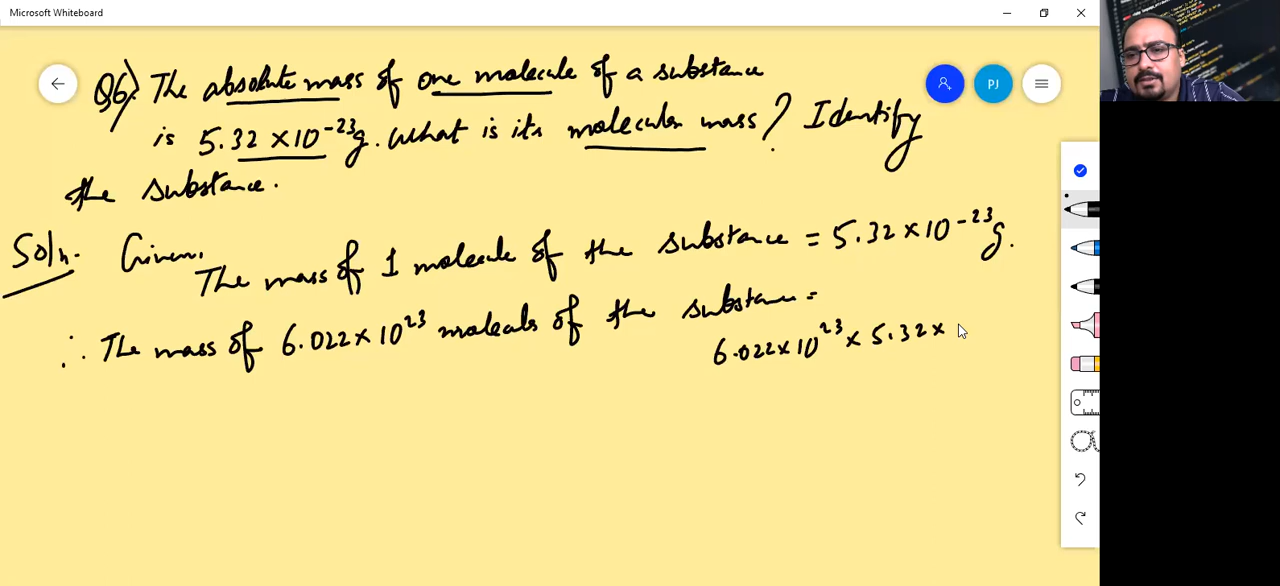 Microsoft Whiteboard
Q6) The absolute mass of one molecule of a substance
is 5.32 × 10⁻²³g. What is its molecular mass? Identify
the substance.
PJ
Soln. Given,
The mass of 1 molecule of the substance = 5.32 × 10⁻²³g.
∴ The mass of 6.022 × 10²³ molecules of the substance =
6.022 × 10²³ × 5.32 ×